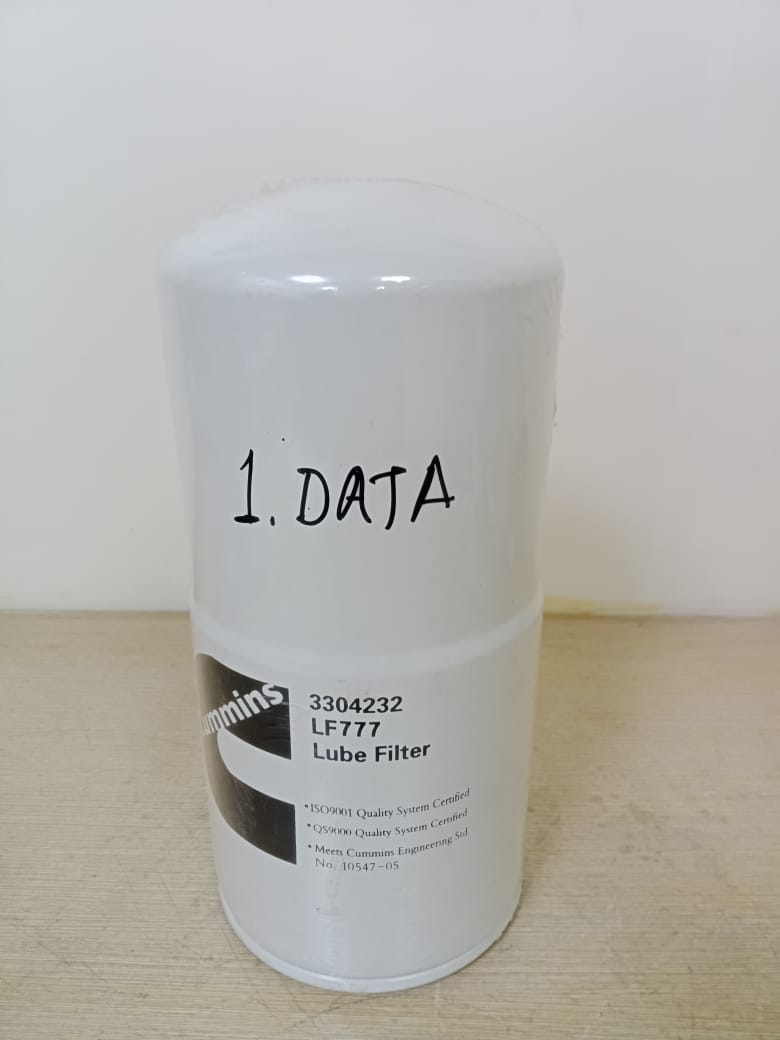 1. DATA
cummins
3304232
LF777
Lube Filter
•ISO9001 Quality System Certified
•QS9000 Quality System Certified
•Meets Cummins Engineering Std.
No. 10547-05